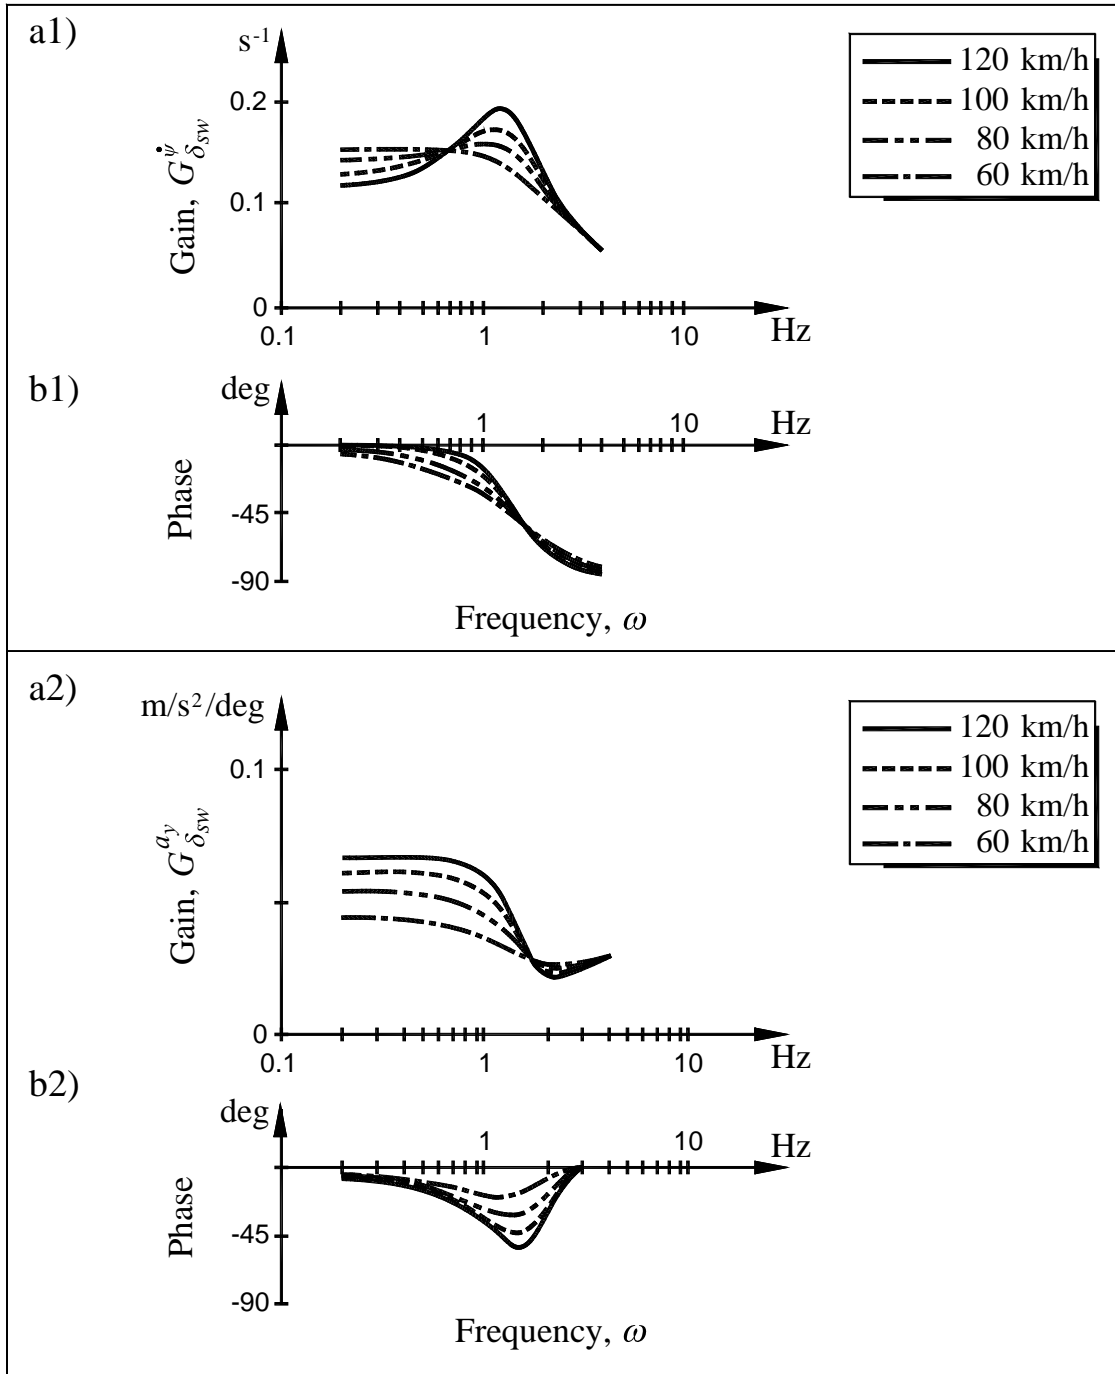 a1)
s⁻¹
120 km/h
100 km/h
80 km/h
60 km/h
0.2
0.1
0
Gain, G^ψ̇_δ_sw
0.1
1
10
Hz
b1)
deg
1
10
Hz
-45
-90
Phase
Frequency, ω
a2)
m/s²/deg
120 km/h
100 km/h
80 km/h
60 km/h
0.1
0
Gain, G^a_y_δ_sw
0.1
1
10
Hz
b2)
deg
1
10
Hz
-45
-90
Phase
Frequency, ω